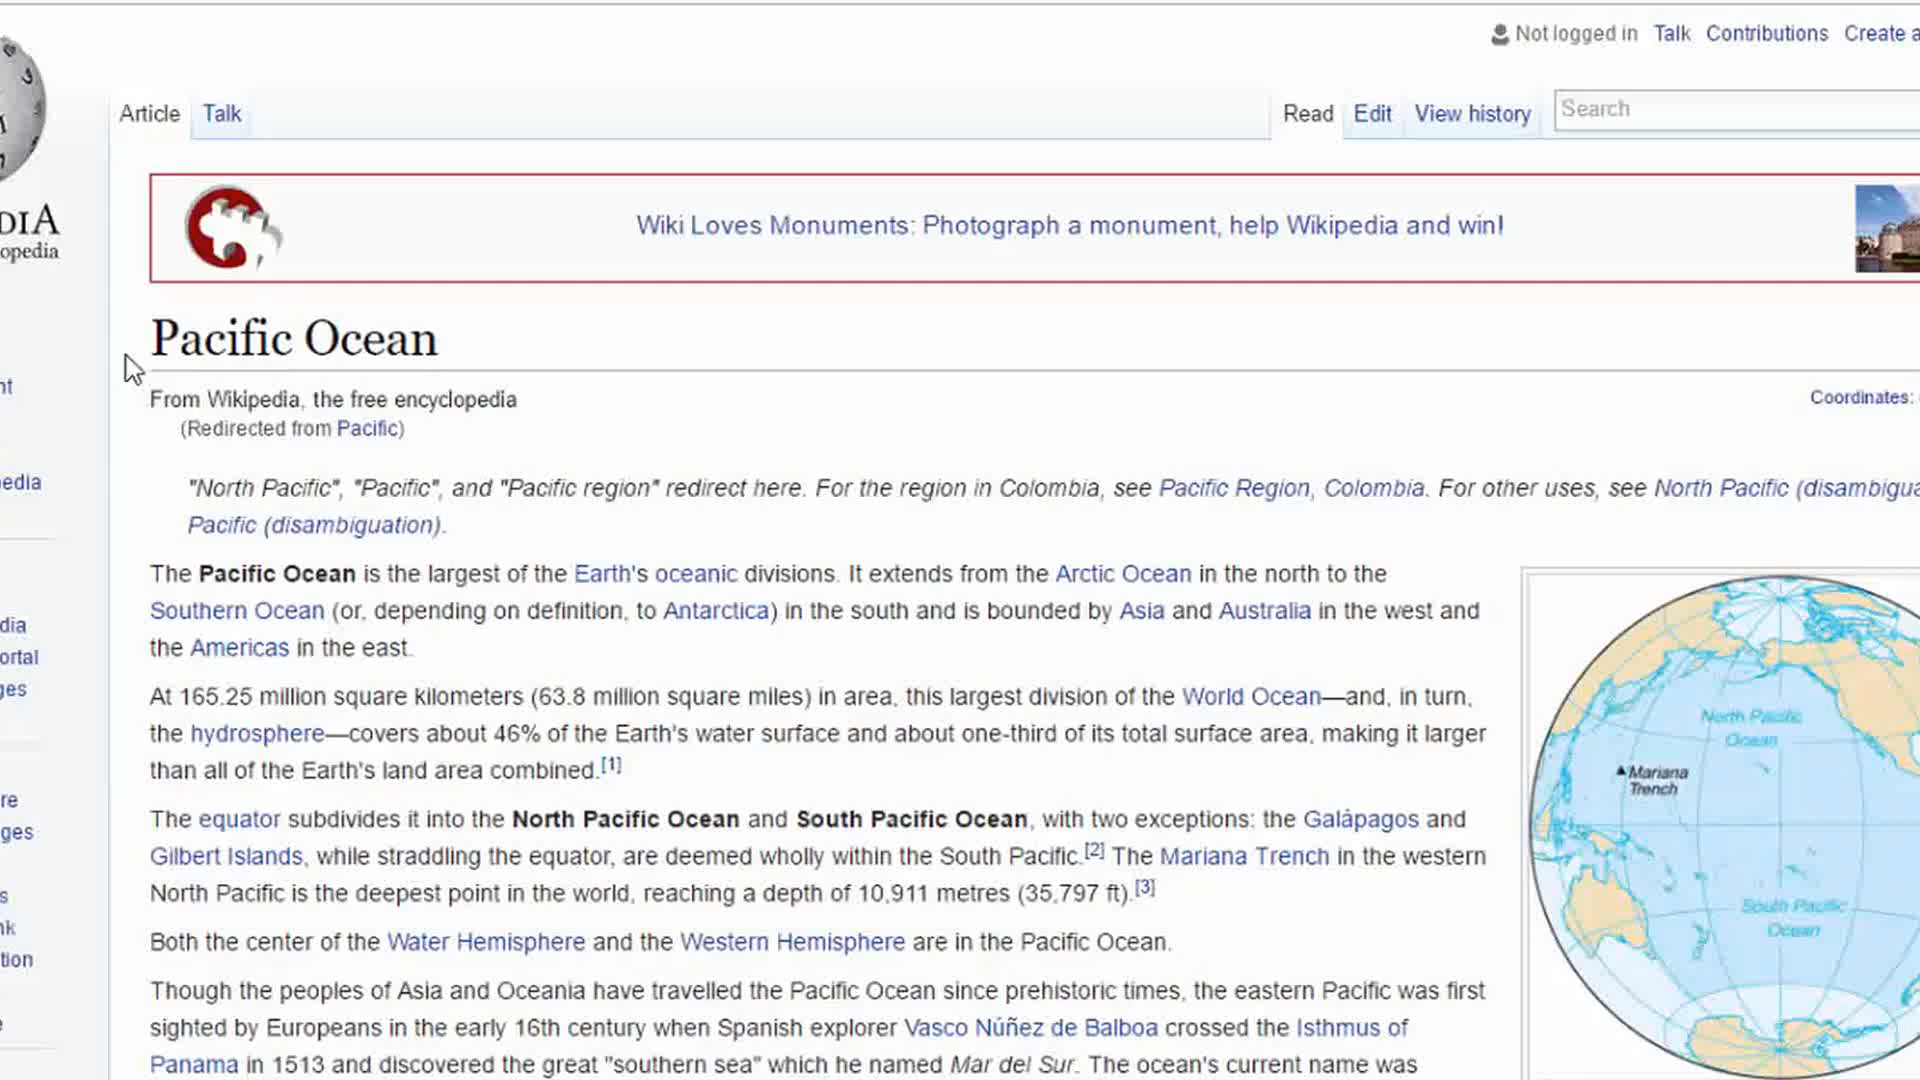 Not logged in Talk Contributions Create
Article Talk Read Edit View history Search
Wiki Loves Monuments: Photograph a monument, help Wikipedia and win!
Pacific Ocean
From Wikipedia, the free encyclopedia
Coordinates:
(Redirected from Pacific)
"North Pacific", "Pacific", and "Pacific region" redirect here. For the region in Colombia, see Pacific Region, Colombia. For other uses, see North Pacific (disambigua
Pacific (disambiguation).
The Pacific Ocean is the largest of the Earth's oceanic divisions. It extends from the Arctic Ocean in the north to the
Southern Ocean (or, depending on definition, to Antarctica) in the south and is bounded by Asia and Australia in the west and
the Americas in the east.
At 165.25 million square kilometers (63.8 million square miles) in area, this largest division of the World Ocean—and, in turn,
the hydrosphere—covers about 46% of the Earth's water surface and about one-third of its total surface area, making it larger
than all of the Earth's land area combined.[1]
The equator subdivides it into the North Pacific Ocean and South Pacific Ocean, with two exceptions: the Galápagos and
Gilbert Islands, while straddling the equator, are deemed wholly within the South Pacific.[2] The Mariana Trench in the western
North Pacific is the deepest point in the world, reaching a depth of 10,911 metres (35,797 ft).[3]
Both the center of the Water Hemisphere and the Western Hemisphere are in the Pacific Ocean.
Though the peoples of Asia and Oceania have travelled the Pacific Ocean since prehistoric times, the eastern Pacific was first
sighted by Europeans in the early 16th century when Spanish explorer Vasco Núñez de Balboa crossed the Isthmus of
Panama in 1513 and discovered the great "southern sea" which he named Mar del Sur. The ocean's current name was
North Pacific
Ocean
Mariana
Trench
South Pacific
Ocean
DIA
opedia
nt
edia
dia
ortal
ges
re
ges
s
nk
tion
e